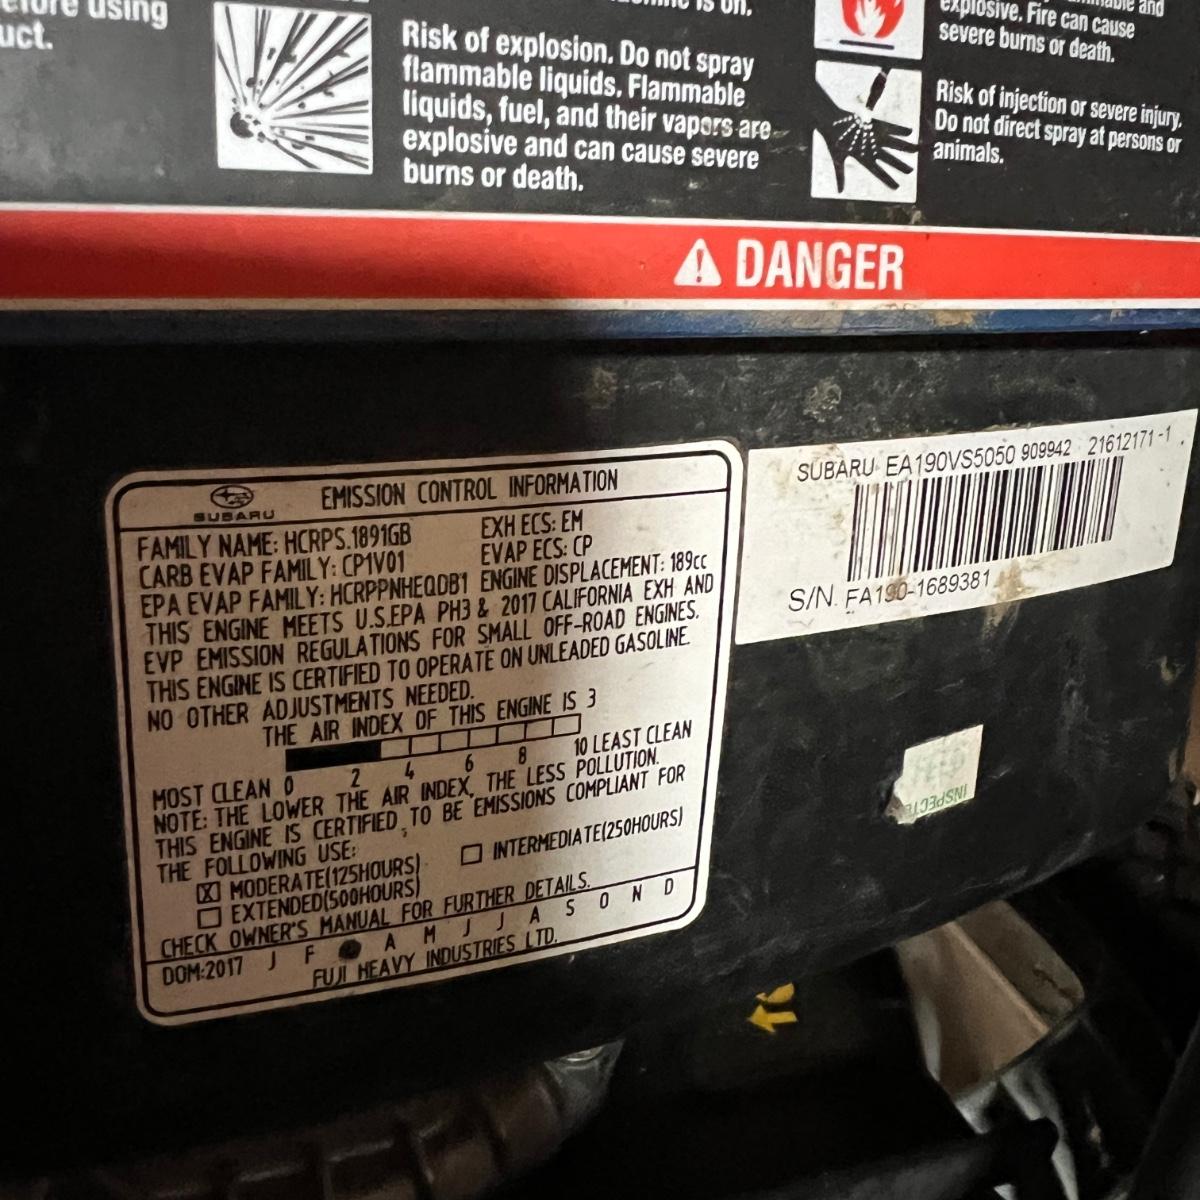 before using
uct.
Risk of explosion. Do not spray
flammable liquids. Flammable
liquids, fuel, and their vapors are
explosive and can cause severe
burns or death.
is on.
and
explosive. Fire can cause
severe burns or death.
Risk of injection or severe injury.
Do not direct spray at persons or
animals.
DANGER
SUBARU EA190VS5050 909942 21612171-1
S/N. FA190-1689381
SUBARU
EMISSION CONTROL INFORMATION
FAMILY NAME: HCRPS.1891GB EXH ECS: EM
CARB EVAP FAMILY: CP1V01 EVAP ECS: CP
EPA EVAP FAMILY: HCRPPNHEQDB1 ENGINE DISPLACEMENT: 189cc
THIS ENGINE MEETS U.S.EPA PH3 & 2017 CALIFORNIA EXH AND
EVP EMISSION REGULATIONS FOR SMALL OFF-ROAD ENGINES.
THIS ENGINE IS CERTIFIED TO OPERATE ON UNLEADED GASOLINE.
NO OTHER ADJUSTMENTS NEEDED.
THE AIR INDEX OF THIS ENGINE IS 3
MOST CLEAN 0 2 4 6 8 10 LEAST CLEAN
NOTE: THE LOWER THE AIR INDEX, THE LESS POLLUTION.
THIS ENGINE IS CERTIFIED TO BE EMISSIONS COMPLIANT FOR
THE FOLLOWING USE:
MODERATE(125HOURS) INTERMEDIATE(250HOURS)
EXTENDED(500HOURS)
CHECK OWNER'S MANUAL FOR FURTHER DETAILS.
DOM:2017 J F A M J J A S O N D
FUJI HEAVY INDUSTRIES LTD.
INSPECTE